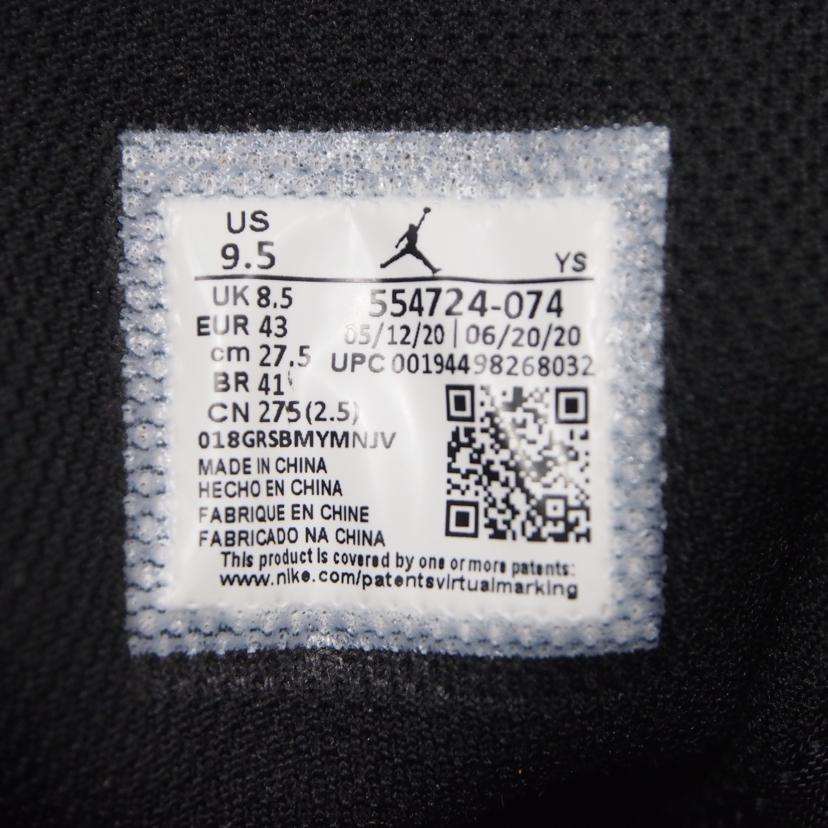 US
9.5
YS
UK 8.5
554724-074
EUR 43
05/12/20 | 06/20/20
cm 27.5
UPC 00194498268032
BR 41
CN 275(2.5)
018GRSBMYMNJV
MADE IN CHINA
HECHO EN CHINA
FABRIQUE EN CHINE
FABRICADO NA CHINA
This product is covered by one or more patents:
www.nike.com/patentsvirtualmarking